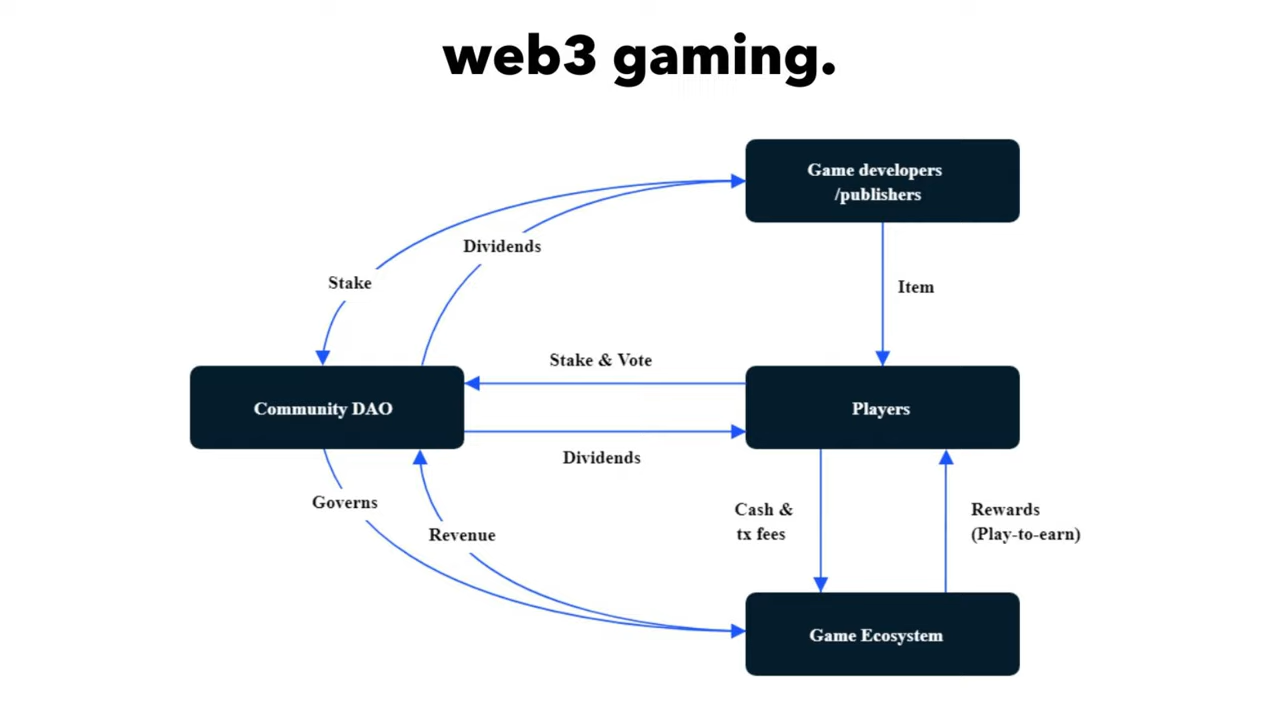 web3 gaming.
Game developers
/publishers
Dividends
Stake
Item
Stake & Vote
Community DAO
Players
Dividends
Governs
Revenue
Cash &
tx fees
Rewards
(Play-to-earn)
Game Ecosystem